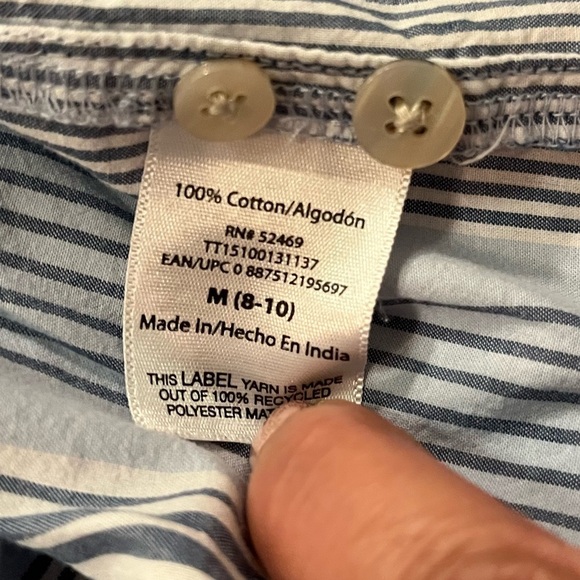 100% Cotton/Algodón
RN# 52469
TT15100131137
EAN/UPC 0 887512195697
M (8-10)
Made In/Hecho En India
THIS LABEL YARN IS MADE
OUT OF 100% RECYCLED
POLYESTER